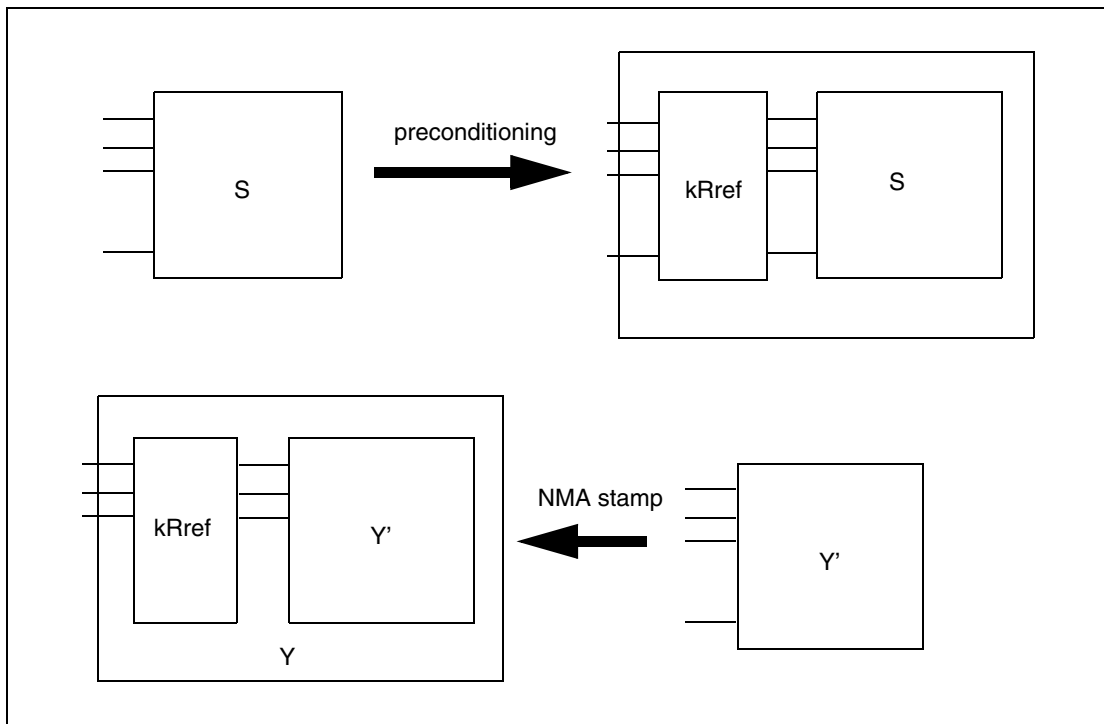 preconditioning
S
kRref
S
NMA stamp
kRref
Y’
Y’
Y